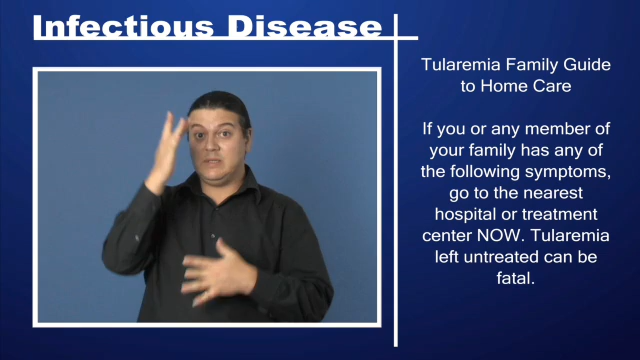 Infectious Disease
Tularemia Family Guide
to Home Care
If you or any member of
your family has any of
the following symptoms,
go to the nearest
hospital or treatment
center NOW. Tularemia
left untreated can be
fatal.